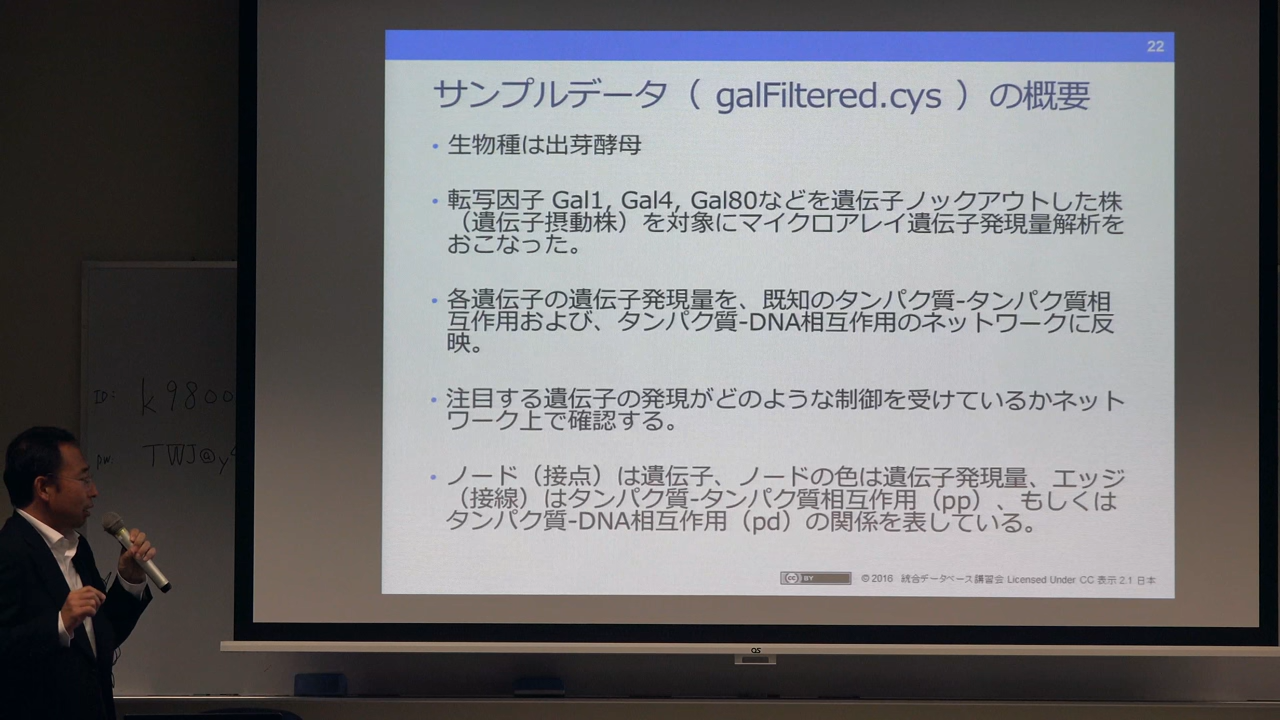 22
サンプルデータ（ galFiltered.cys ）の概要
• 生物種は出芽酵母
• 転写因子 Gal1, Gal4, Gal80などを遺伝子ノックアウトした株
（遺伝子摂動株）を対象にマイクロアレイ遺伝子発現量解析を
おこなった。
• 各遺伝子の遺伝子発現量を、既知のタンパク質-タンパク質相
互作用および、タンパク質-DNA相互作用のネットワークに反
映。
• 注目する遺伝子の発現がどのような制御を受けているかネット
ワーク上で確認する。
• ノード（接点）は遺伝子、ノードの色は遺伝子発現量、エッジ
（接線）はタンパク質-タンパク質相互作用（pp）、もしくは
タンパク質-DNA相互作用（pd）の関係を表している。
cc BY © 2016 統合データベース講習会 Licensed Under CC 表示 2.1 日本
ID: k9800
pw: TWJ@y
OS